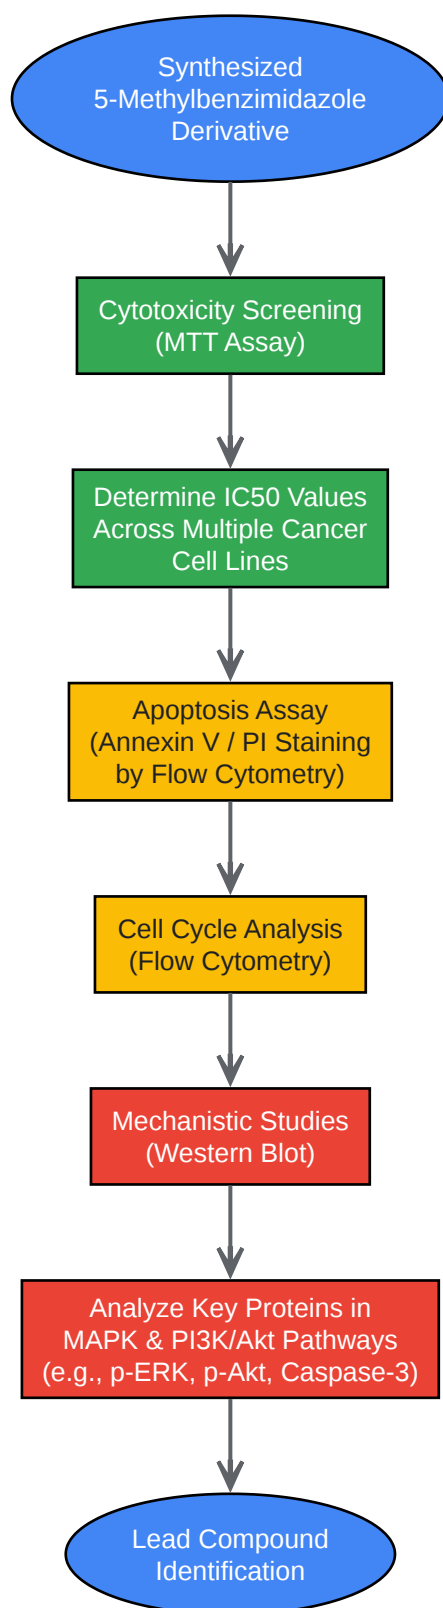 Synthesized
5-Methylbenzimidazole
Derivative
Cytotoxicity Screening
(MTT Assay)
Determine IC50 Values
Across Multiple Cancer
Cell Lines
Apoptosis Assay
(Annexin V / PI Staining
by Flow Cytometry)
Cell Cycle Analysis
(Flow Cytometry)
Mechanistic Studies
(Western Blot)
Analyze Key Proteins in
MAPK & PI3K/Akt Pathways
(e.g., p-ERK, p-Akt, Caspase-3)
Lead Compound
Identification